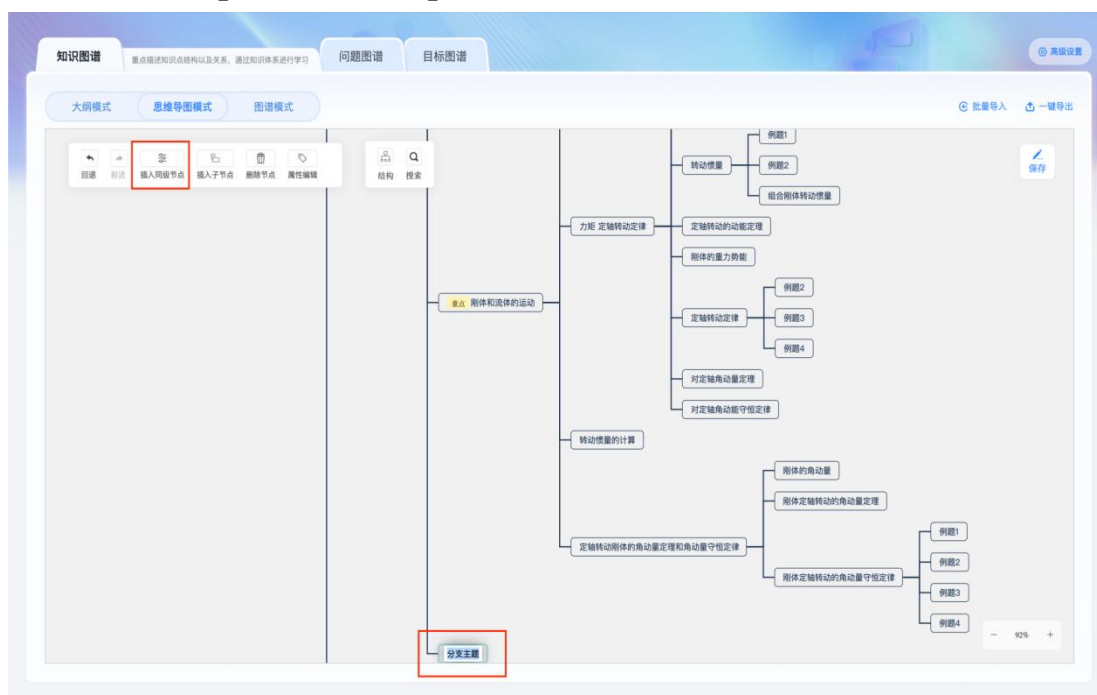 知识图谱
重点描述知识点结构以及关系，通过知识体系进行学习
问题图谱
目标图谱
高级设置
大纲模式
思维导图模式
图谱模式
批量导入
一键导出
回退
前进
插入同级节点
插入子节点
删除节点
属性编辑
结构
搜索
保存
例题1
转动惯量
例题2
组合刚体转动惯量
力矩 定轴转动定律
定轴转动的动能定理
刚体的重力势能
重点 刚体和流体的运动
例题2
定轴转动定律
例题3
例题4
对定轴角动量定理
对定轴角动能守恒定律
转动惯量的计算
刚体的角动量
刚体定轴转动的角动量定理
定轴转动刚体的角动量定理和角动量守恒定律
例题1
例题2
刚体定轴转动的角动量守恒定律
例题3
例题4
- 92% +
分支主题